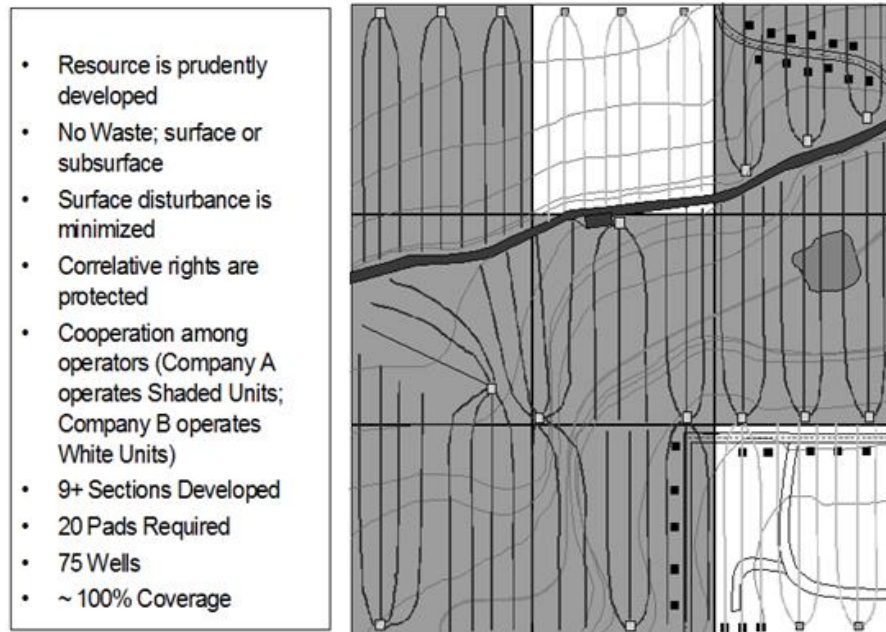 • Resource is prudently
developed
• No Waste; surface or
subsurface
• Surface disturbance is
minimized
• Correlative rights are
protected
• Cooperation among
operators (Company A
operates Shaded Units;
Company B operates
White Units)
• 9+ Sections Developed
• 20 Pads Required
• 75 Wells
• ~ 100% Coverage